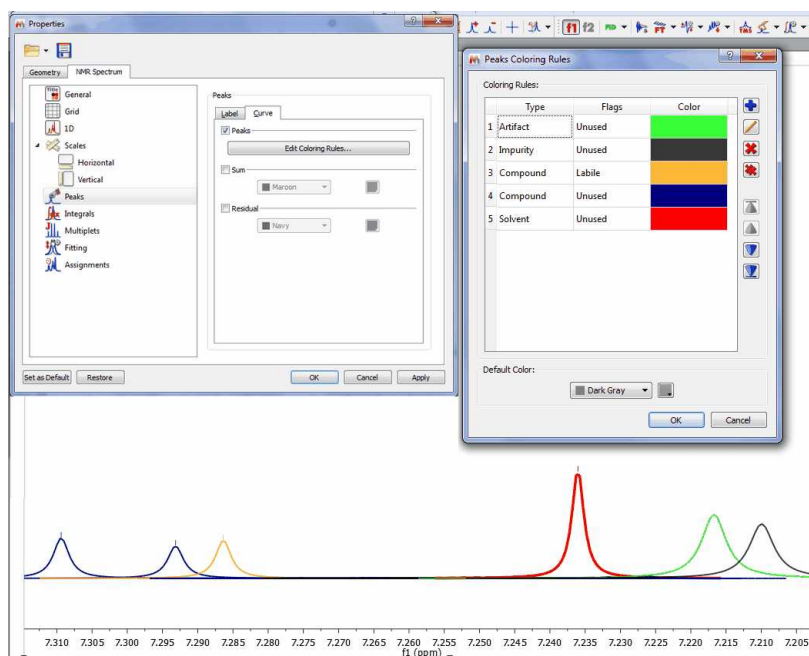 Properties
Geometry
NMR Spectrum
General
Grid
1D
Scales
Horizontal
Vertical
Peaks
Integrals
Multiplets
Fitting
Assignments
Peaks
Label
Curve
Peaks
Edit Coloring Rules...
Sum
Maroon
Residual
Navy
Set as Default
Restore
OK
Cancel
Apply
f1
f2
Peaks Coloring Rules
Coloring Rules:
Type Flags Color
1 Artifact Unused
2 Impurity Unused
3 Compound Labile
4 Compound Unused
5 Solvent Unused
Default Color:
Dark Gray
OK
Cancel
7.310 7.305 7.300 7.295 7.290 7.285 7.280 7.275 7.270 7.265 7.260 7.255 7.250 7.245 7.240 7.235 7.230 7.225 7.220 7.215 7.210 7.205
f1 (ppm)